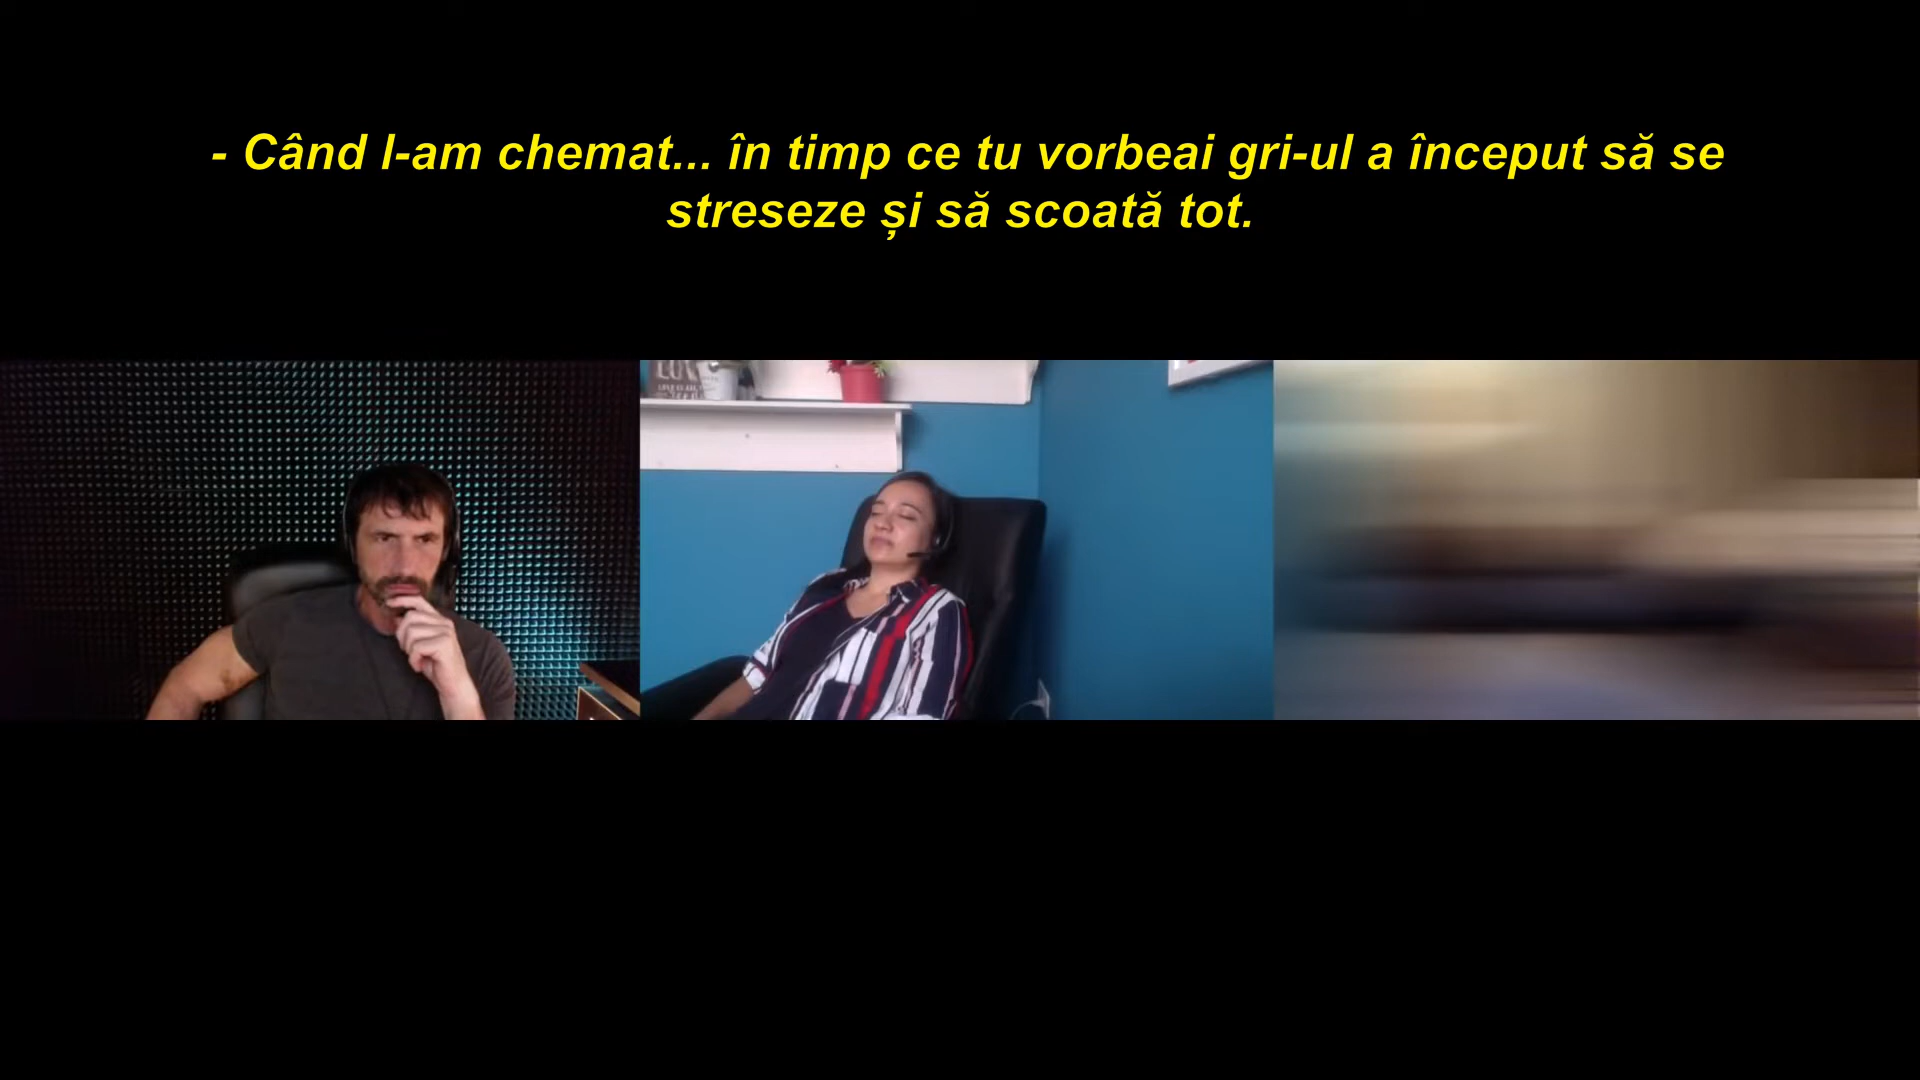 - Când l-am chemat... în timp ce tu vorbeai gri-ul a început să se
streseze și să scoată tot.